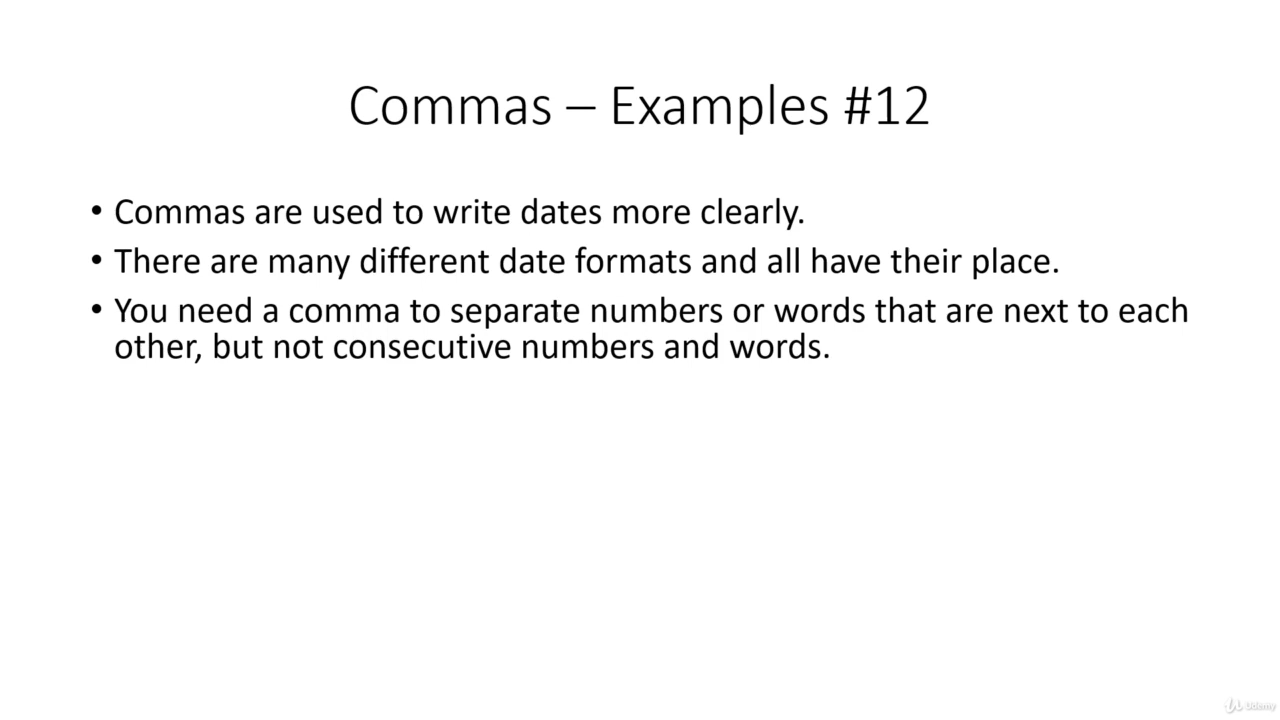 Commas – Examples #12
• Commas are used to write dates more clearly.
• There are many different date formats and all have their place.
• You need a comma to separate numbers or words that are next to each
other, but not consecutive numbers and words.
Udemy